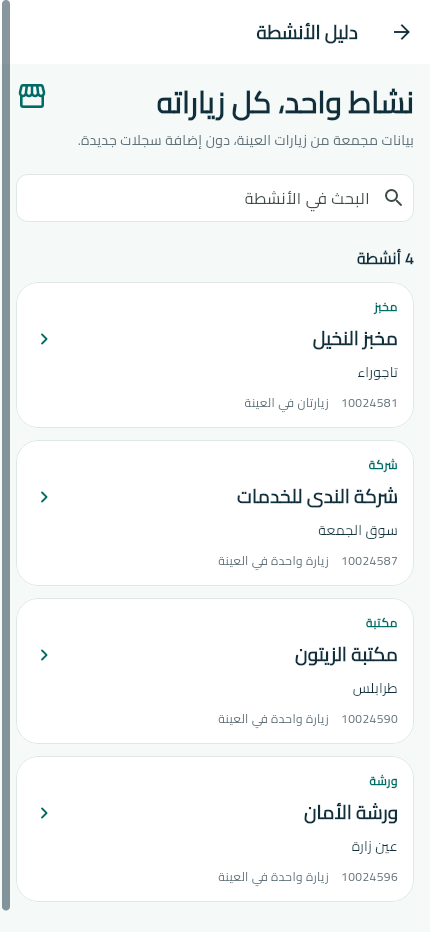 دليل الأنشطة
نشاط واحد، كل زياراته
بيانات مجمعة من زيارات العينة، دون إضافة سجلات جديدة.
البحث في الأنشطة
4 أنشطة
مخبز
مخبز النخيل
تاجوراء
10024581 زيارتان في العينة
شركة
شركة الندى للخدمات
سوق الجمعة
10024587 زيارة واحدة في العينة
مكتبة
مكتبة الزيتون
طرابلس
10024590 زيارة واحدة في العينة
ورشة
ورشة الأمان
عين زارة
10024596 زيارة واحدة في العينة